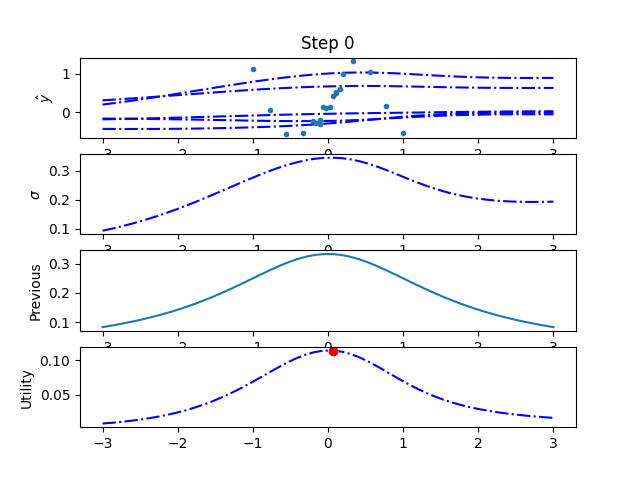 Step 0
1
0
ŷ
−3 −2 −1 0 1 2 3
0.3
0.2
0.1
σ
−3 −2 −1 0 1 2 3
0.3
0.2
0.1
Previous
−3 −2 −1 0 1 2 3
0.10
0.05
Utility
−3 −2 −1 0 1 2 3